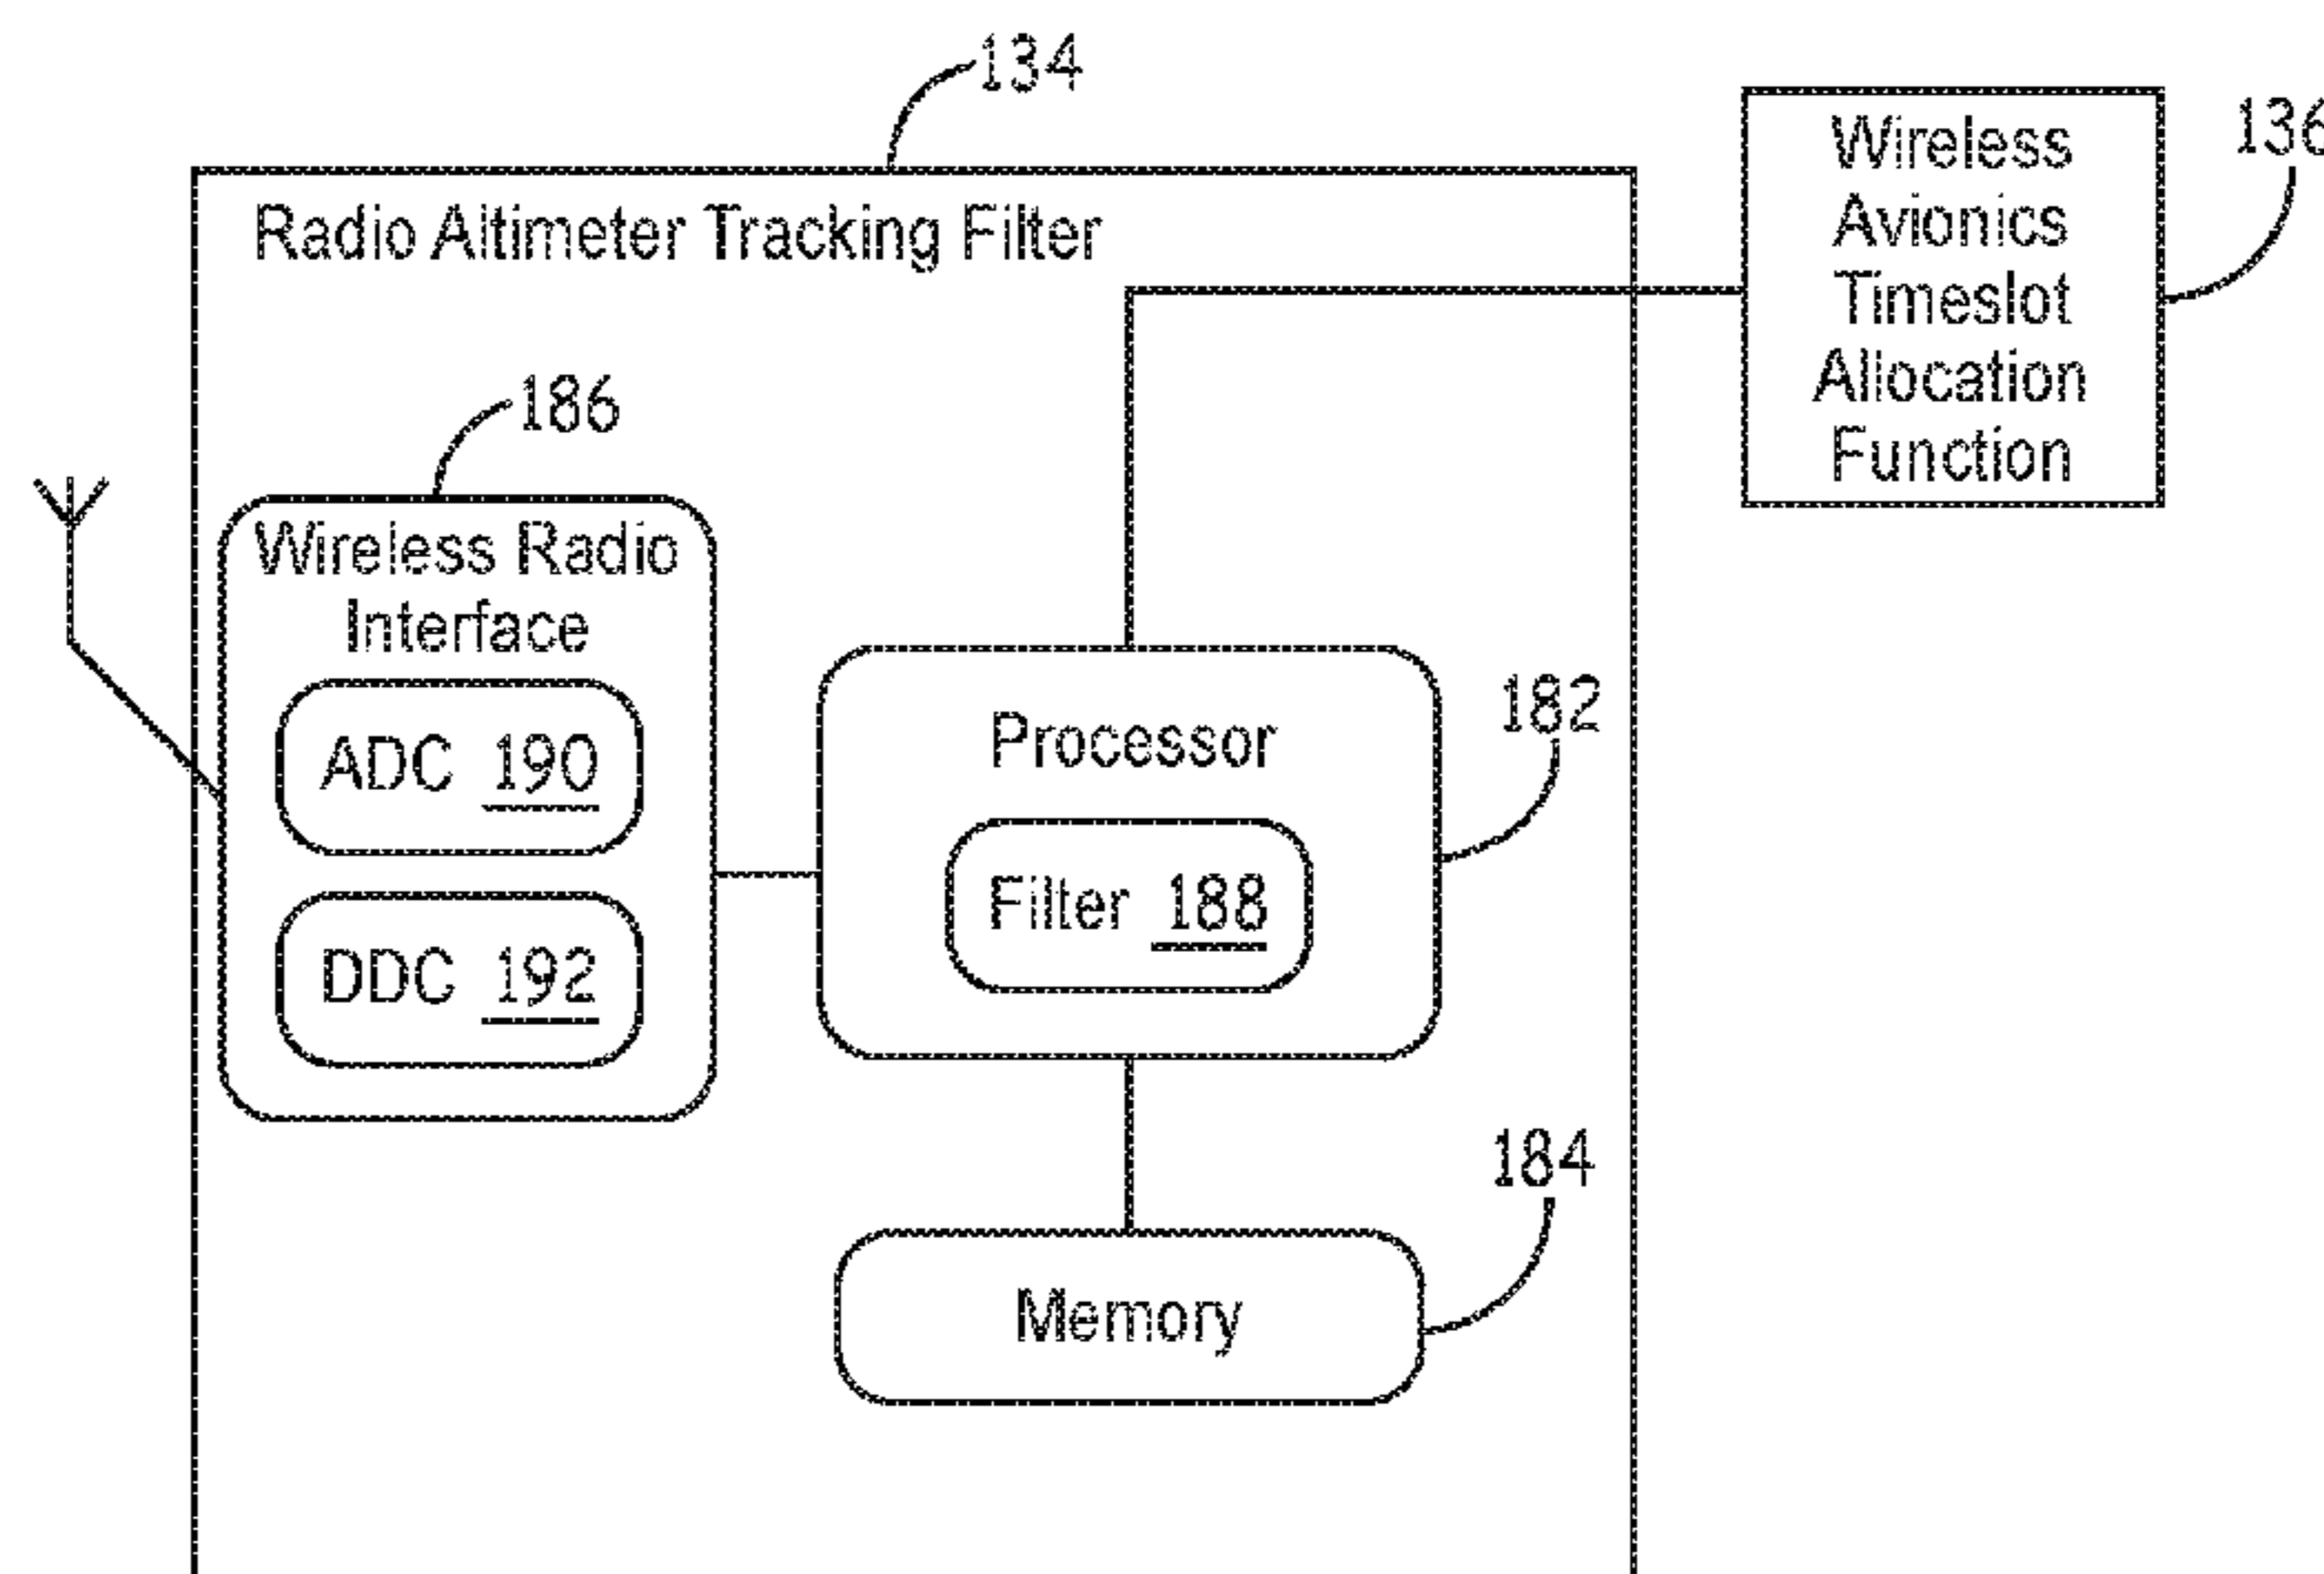 134
136
Wireless
Avionics
Timeslot
Allocation
Function
Radio Altimeter Tracking Filter
186
Wireless Radio
Interface
ADC 190
DDC 192
182
Processor
Filter 188
184
Memory